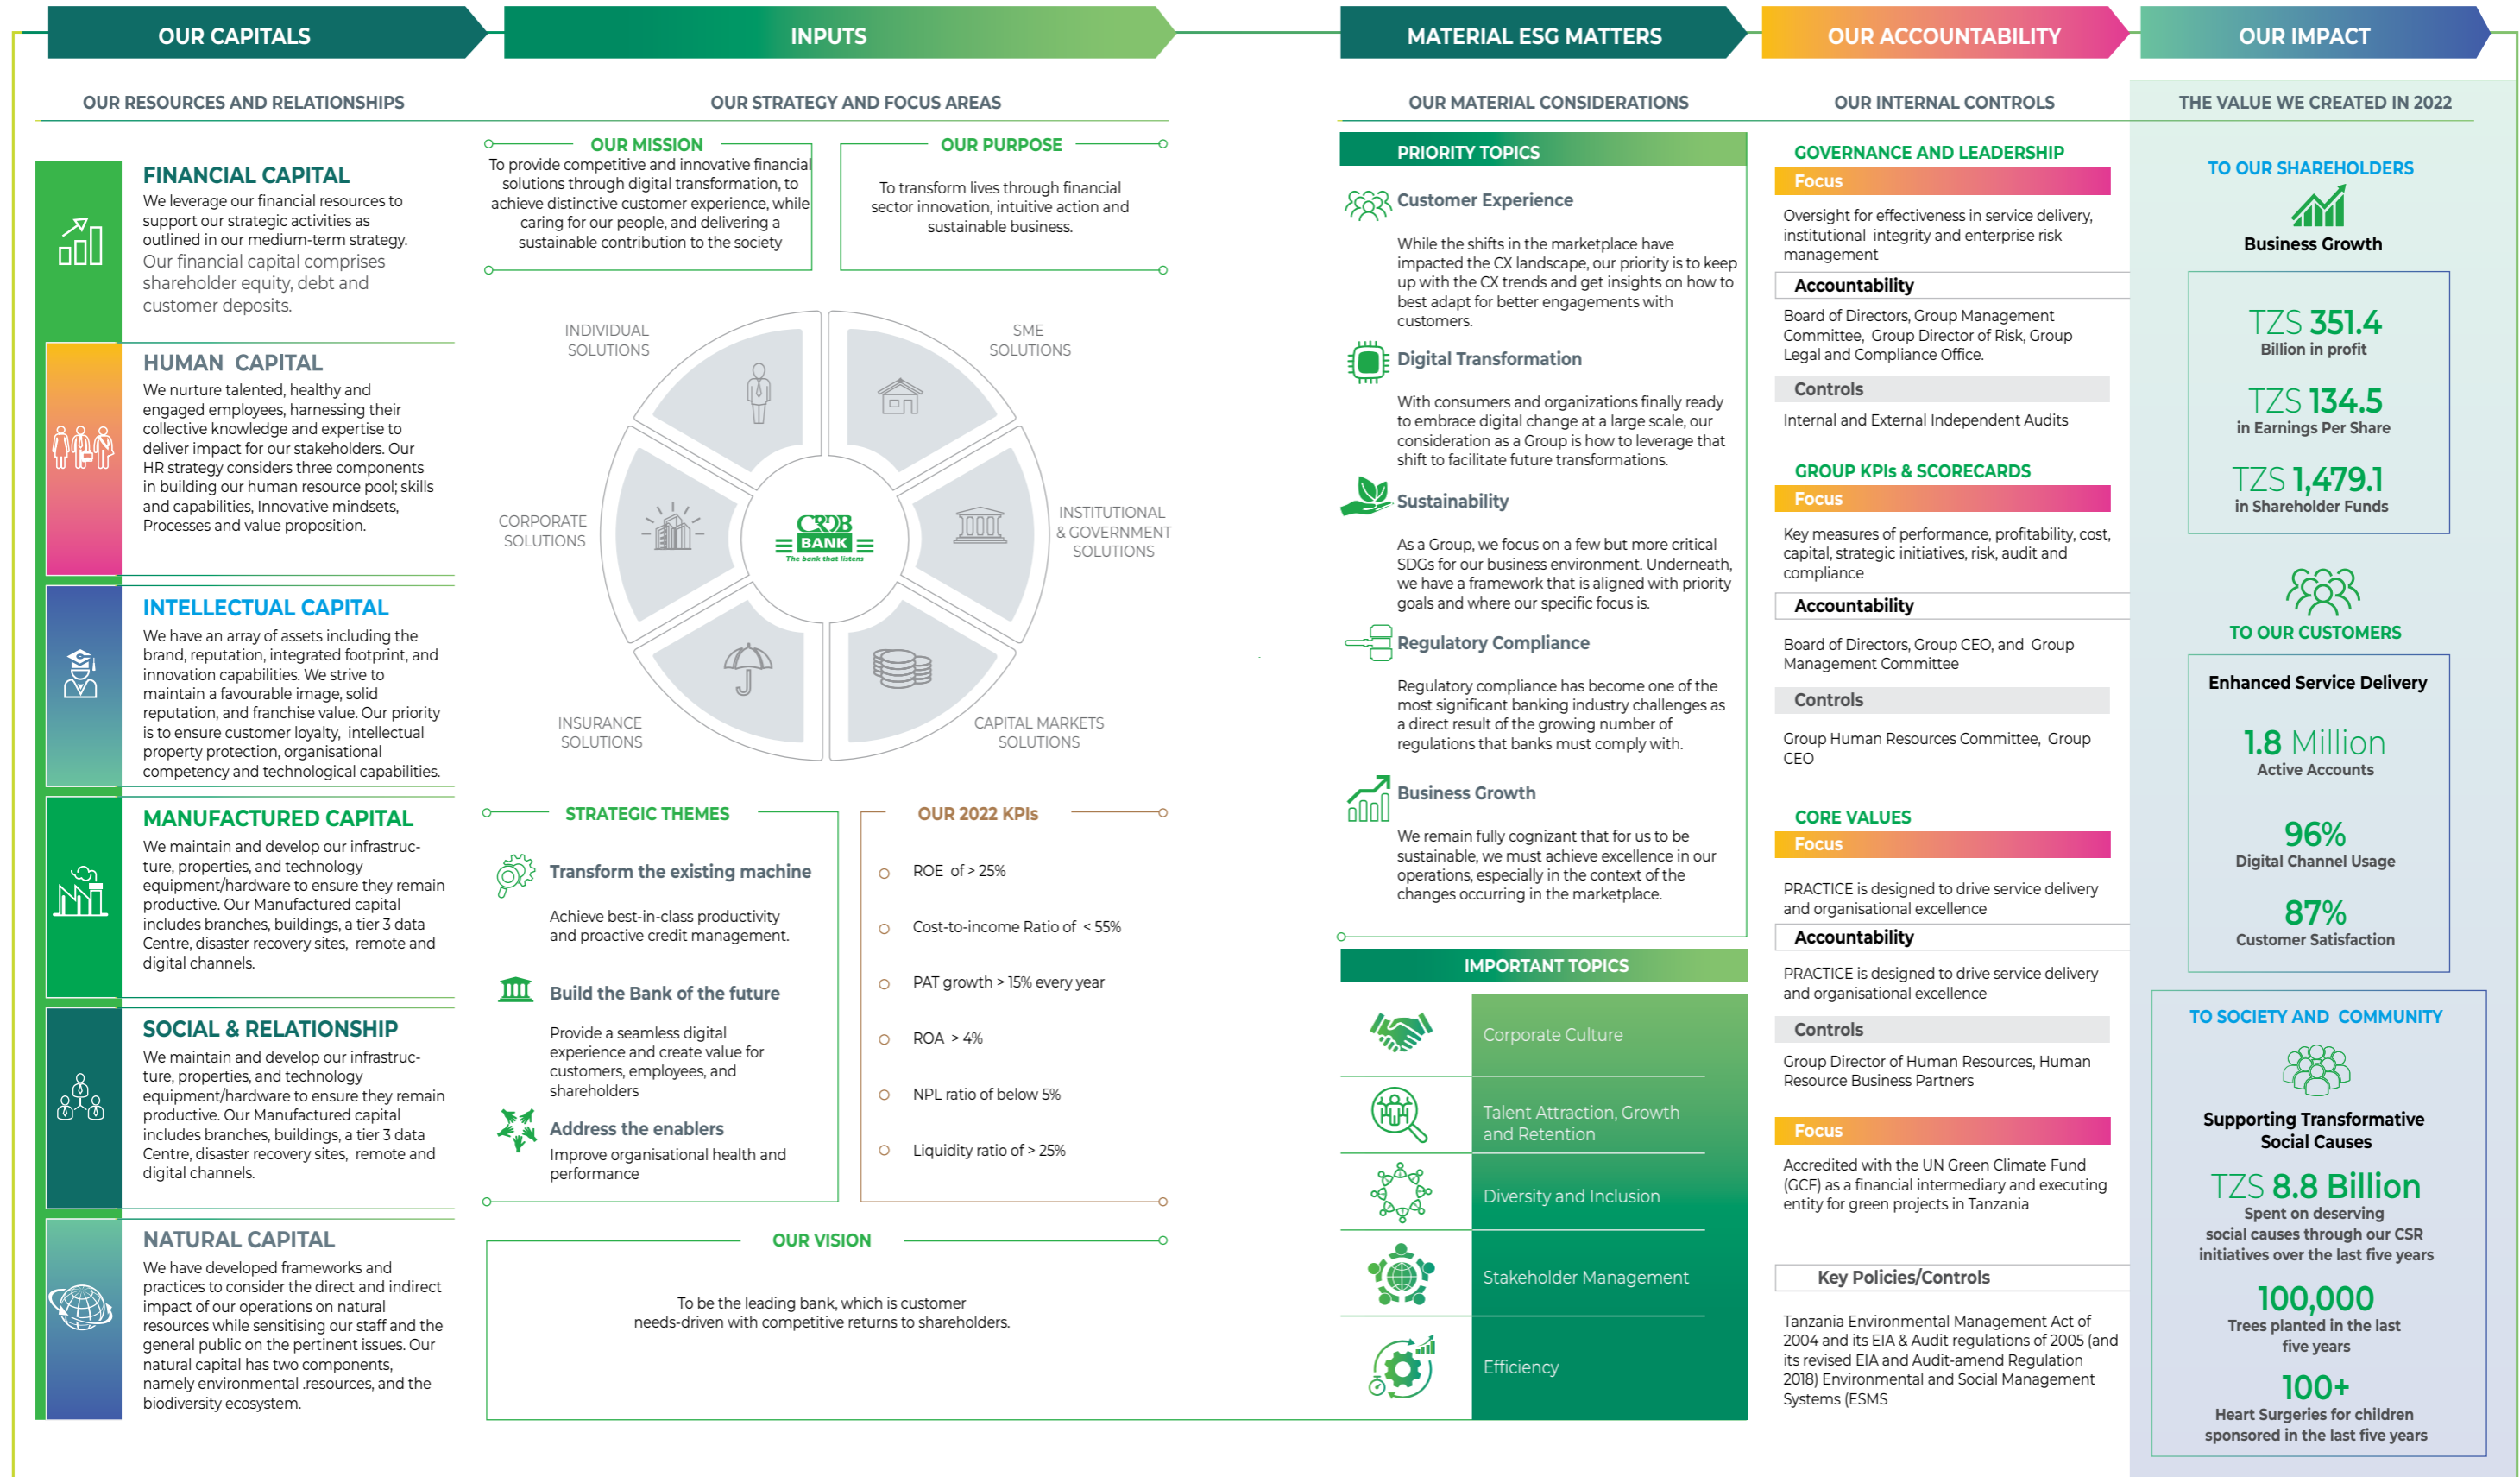 OUR CAPITALS
INPUTS
MATERIAL ESG MATTERS
OUR ACCOUNTABILITY
OUR IMPACT
OUR RESOURCES AND RELATIONSHIPS
OUR STRATEGY AND FOCUS AREAS
OUR MATERIAL CONSIDERATIONS
OUR INTERNAL CONTROLS
THE VALUE WE CREATED IN 2022
FINANCIAL CAPITAL
We leverage our financial resources to
support our strategic activities as
outlined in our medium-term strategy.
Our financial capital comprises
shareholder equity, debt and
customer deposits.
HUMAN CAPITAL
We nurture talented, healthy and
engaged employees, harnessing their
collective knowledge and expertise to
deliver impact for our stakeholders. Our
HR strategy considers three components
in building our human resource pool; skills
and capabilities, Innovative mindsets,
Processes and value proposition.
INTELLECTUAL CAPITAL
We have an array of assets including the
brand, reputation, integrated footprint, and
innovation capabilities. We strive to
maintain a favourable image, solid
reputation, and franchise value. Our priority
is to ensure customer loyalty, intellectual
property protection, organisational
competency and technological capabilities.
MANUFACTURED CAPITAL
We maintain and develop our infrastruc-
ture, properties, and technology
equipment/hardware to ensure they remain
productive. Our Manufactured capital
includes branches, buildings, a tier 3 data
Centre, disaster recovery sites, remote and
digital channels.
SOCIAL & RELATIONSHIP
We maintain and develop our infrastruc-
ture, properties, and technology
equipment/hardware to ensure they remain
productive. Our Manufactured capital
includes branches, buildings, a tier 3 data
Centre, disaster recovery sites, remote and
digital channels.
NATURAL CAPITAL
We have developed frameworks and
practices to consider the direct and indirect
impact of our operations on natural
resources while sensitising our staff and the
general public on the pertinent issues. Our
natural capital has two components,
namely environmental .resources, and the
biodiversity ecosystem.
OUR MISSION
To provide competitive and innovative financial
solutions through digital transformation, to
achieve distinctive customer experience, while
caring for our people, and delivering a
sustainable contribution to the society
OUR PURPOSE
To transform lives through financial
sector innovation, intuitive action and
sustainable business.
INDIVIDUAL
SOLUTIONS
SME
SOLUTIONS
CORPORATE
SOLUTIONS
CRDB
BANK
The bank that listens
INSTITUTIONAL
& GOVERNMENT
SOLUTIONS
INSURANCE
SOLUTIONS
CAPITAL MARKETS
SOLUTIONS
STRATEGIC THEMES
Transform the existing machine
Achieve best-in-class productivity
and proactive credit management.
Build the Bank of the future
Provide a seamless digital
experience and create value for
customers, employees, and
shareholders
Address the enablers
Improve organisational health and
performance
OUR 2022 KPIs
ROE of > 25%
Cost-to-income Ratio of < 55%
PAT growth > 15% every year
ROA > 4%
NPL ratio of below 5%
Liquidity ratio of > 25%
OUR VISION
To be the leading bank, which is customer
needs-driven with competitive returns to shareholders.
PRIORITY TOPICS
Customer Experience
While the shifts in the marketplace have
impacted the CX landscape, our priority is to keep
up with the CX trends and get insights on how to
best adapt for better engagements with
customers.
Digital Transformation
With consumers and organizations finally ready
to embrace digital change at a large scale, our
consideration as a Group is how to leverage that
shift to facilitate future transformations.
Sustainability
As a Group, we focus on a few but more critical
SDGs for our business environment. Underneath,
we have a framework that is aligned with priority
goals and where our specific focus is.
Regulatory Compliance
Regulatory compliance has become one of the
most significant banking industry challenges as
a direct result of the growing number of
regulations that banks must comply with.
Business Growth
We remain fully cognizant that for us to be
sustainable, we must achieve excellence in our
operations, especially in the context of the
changes occurring in the marketplace.
IMPORTANT TOPICS
Corporate Culture
Talent Attraction, Growth
and Retention
Diversity and Inclusion
Stakeholder Management
Efficiency
GOVERNANCE AND LEADERSHIP
Focus
Oversight for effectiveness in service delivery,
institutional integrity and enterprise risk
management
Accountability
Board of Directors, Group Management
Committee, Group Director of Risk, Group
Legal and Compliance Office.
Controls
Internal and External Independent Audits
GROUP KPIs & SCORECARDS
Focus
Key measures of performance, profitability, cost,
capital, strategic initiatives, risk, audit and
compliance
Accountability
Board of Directors, Group CEO, and Group
Management Committee
Controls
Group Human Resources Committee, Group
CEO
CORE VALUES
Focus
PRACTICE is designed to drive service delivery
and organisational excellence
Accountability
PRACTICE is designed to drive service delivery
and organisational excellence
Controls
Group Director of Human Resources, Human
Resource Business Partners
Focus
Accredited with the UN Green Climate Fund
(GCF) as a financial intermediary and executing
entity for green projects in Tanzania
Key Policies/Controls
Tanzania Environmental Management Act of
2004 and its EIA & Audit regulations of 2005 (and
its revised EIA and Audit-amend Regulation
2018) Environmental and Social Management
Systems (ESMS
TO OUR SHAREHOLDERS
Business Growth
TZS 351.4
Billion in profit
TZS 134.5
in Earnings Per Share
TZS 1,479.1
in Shareholder Funds
TO OUR CUSTOMERS
Enhanced Service Delivery
1.8 Million
Active Accounts
96%
Digital Channel Usage
87%
Customer Satisfaction
TO SOCIETY AND COMMUNITY
Supporting Transformative
Social Causes
TZS 8.8 Billion
Spent on deserving
social causes through our CSR
initiatives over the last five years
100,000
Trees planted in the last
five years
100+
Heart Surgeries for children
sponsored in the last five years